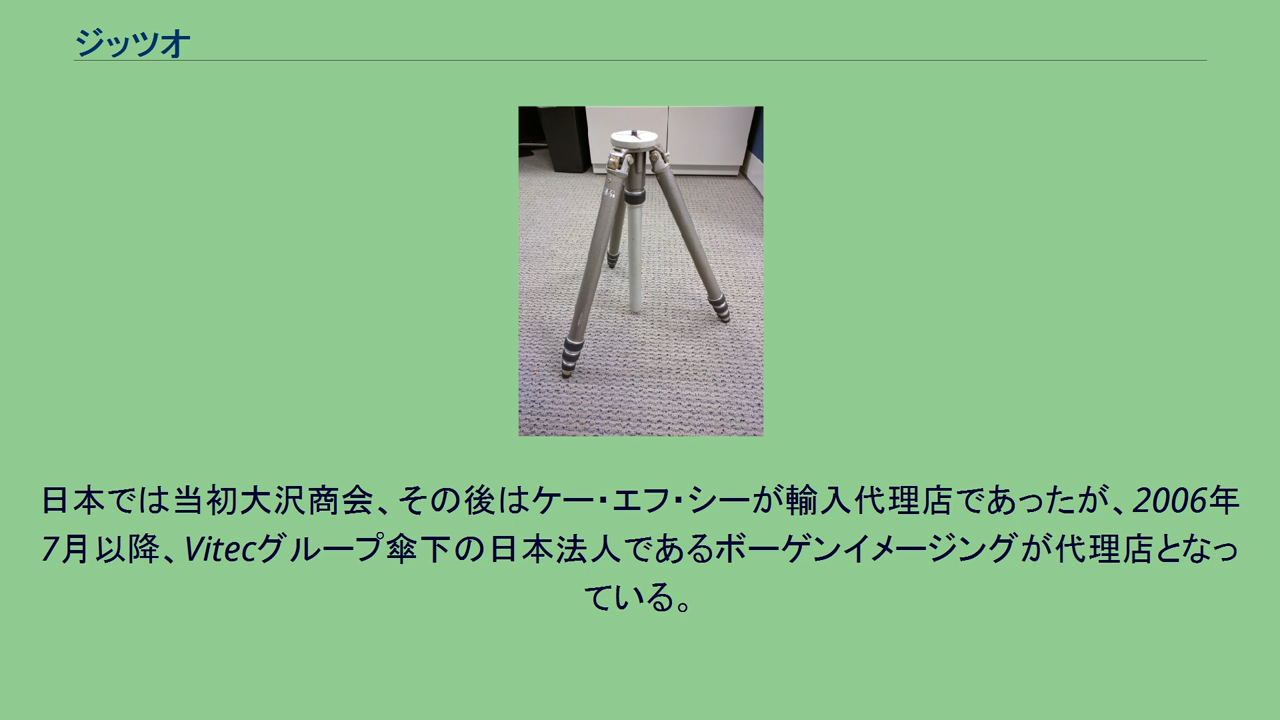 ジッツオ
日本では当初大沢商会、その後はケー・エフ・シーが輸入代理店であったが、2006年
7月以降、Vitecグループ傘下の日本法人であるボーゲンイメージングが代理店となっ
ている。